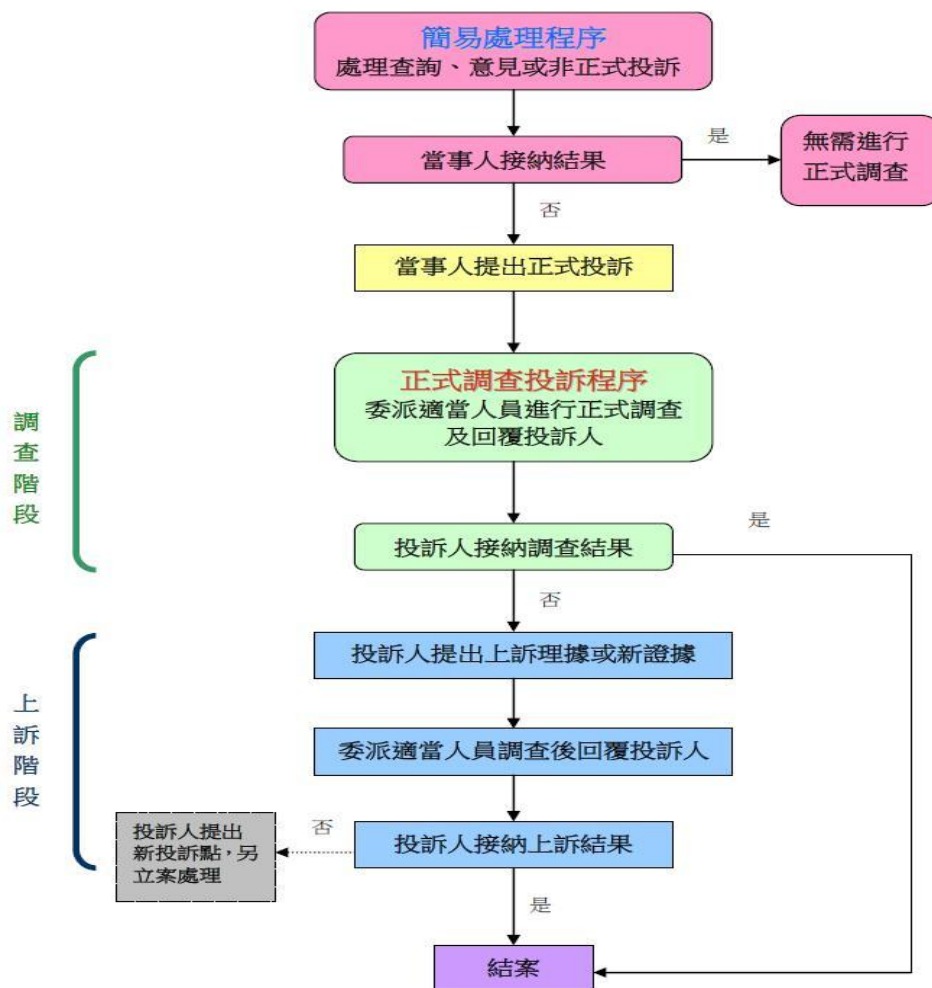 簡易處理程序
處理查詢、意見或非正式投訴
當事人接納結果
是
無需進行
正式調查
否
當事人提出正式投訴
調查階段
正式調查投訴程序
委派適當人員進行正式調查
及回覆投訴人
投訴人接納調查結果
是
否
上訴階段
投訴人提出上訴理據或新證據
委派適當人員調查後回覆投訴人
投訴人接納上訴結果
否
投訴人提出
新投訴點，另
立案處理
是
結案